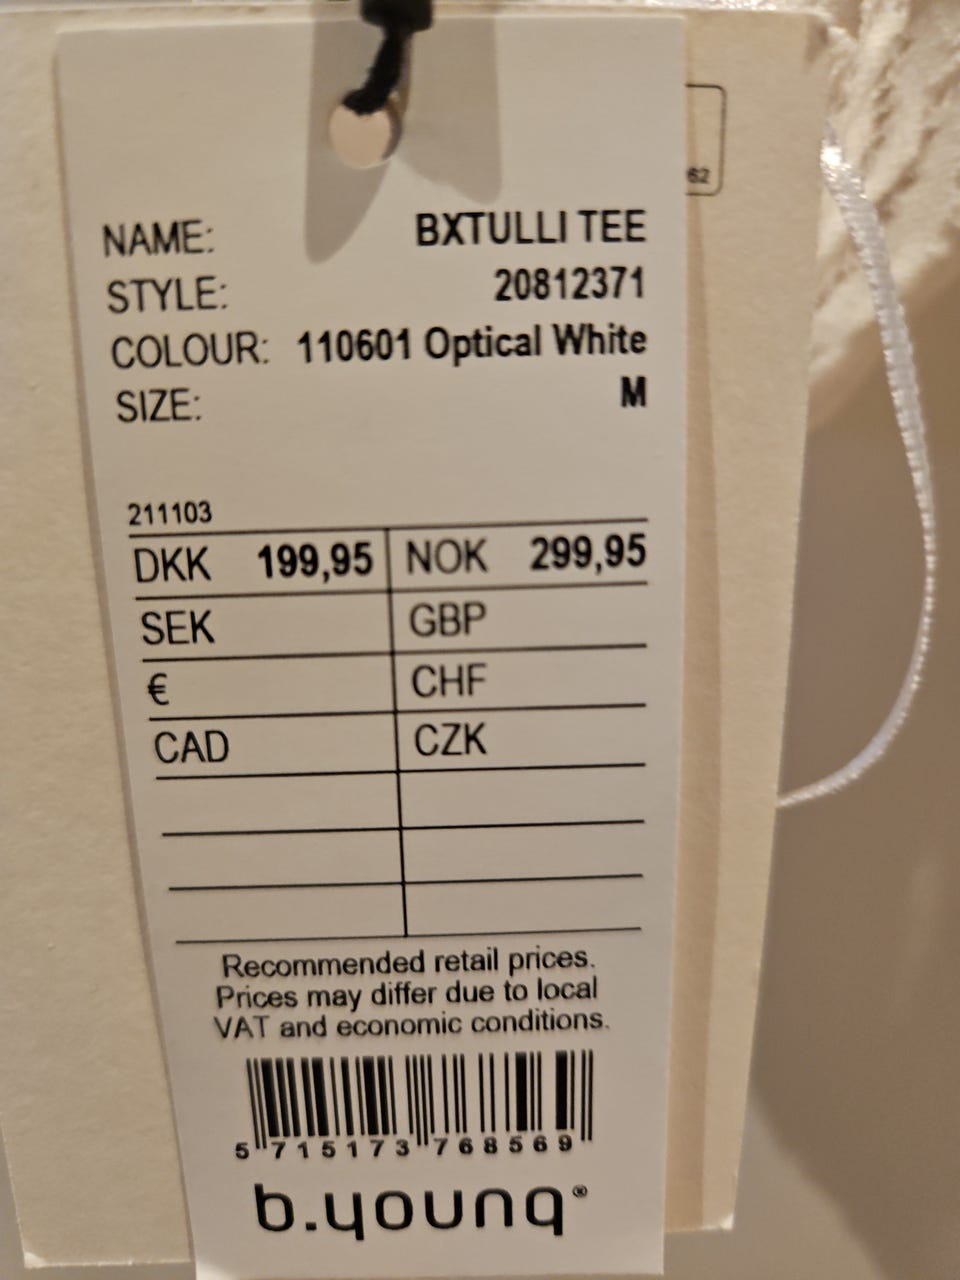 NAME: BXTULLI TEE
STYLE: 20812371
COLOUR: 110601 Optical White
SIZE: M
211103
DKK 199,95 NOK 299,95
SEK GBP
€ CHF
CAD CZK
Recommended retail prices.
Prices may differ due to local
VAT and economic conditions.
5 715173 768569
b.young®
62